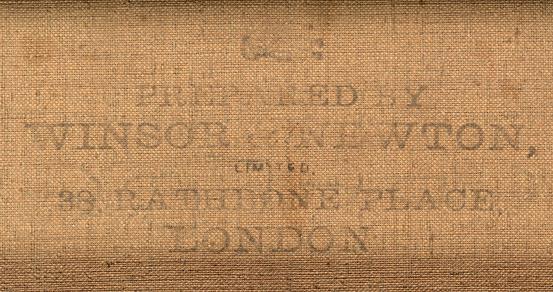 PREPARED BY
WINSOR & NEWTON,
LIMITED.
38, RATHBONE PLACE,
LONDON